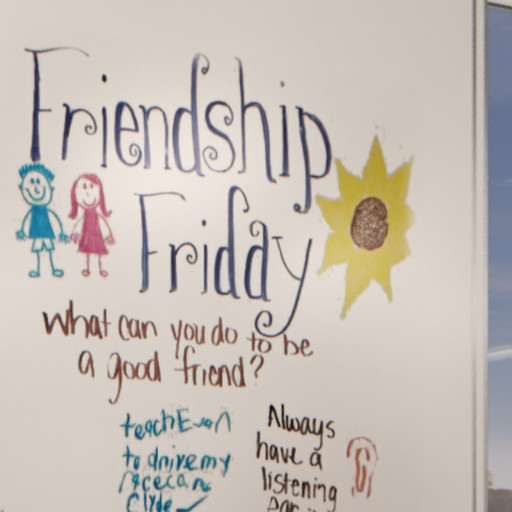 Friendship
Friday
What can you do to be
a good friend?
teach Evan
to drive my
racecar
Clyde
Always
have a
listening